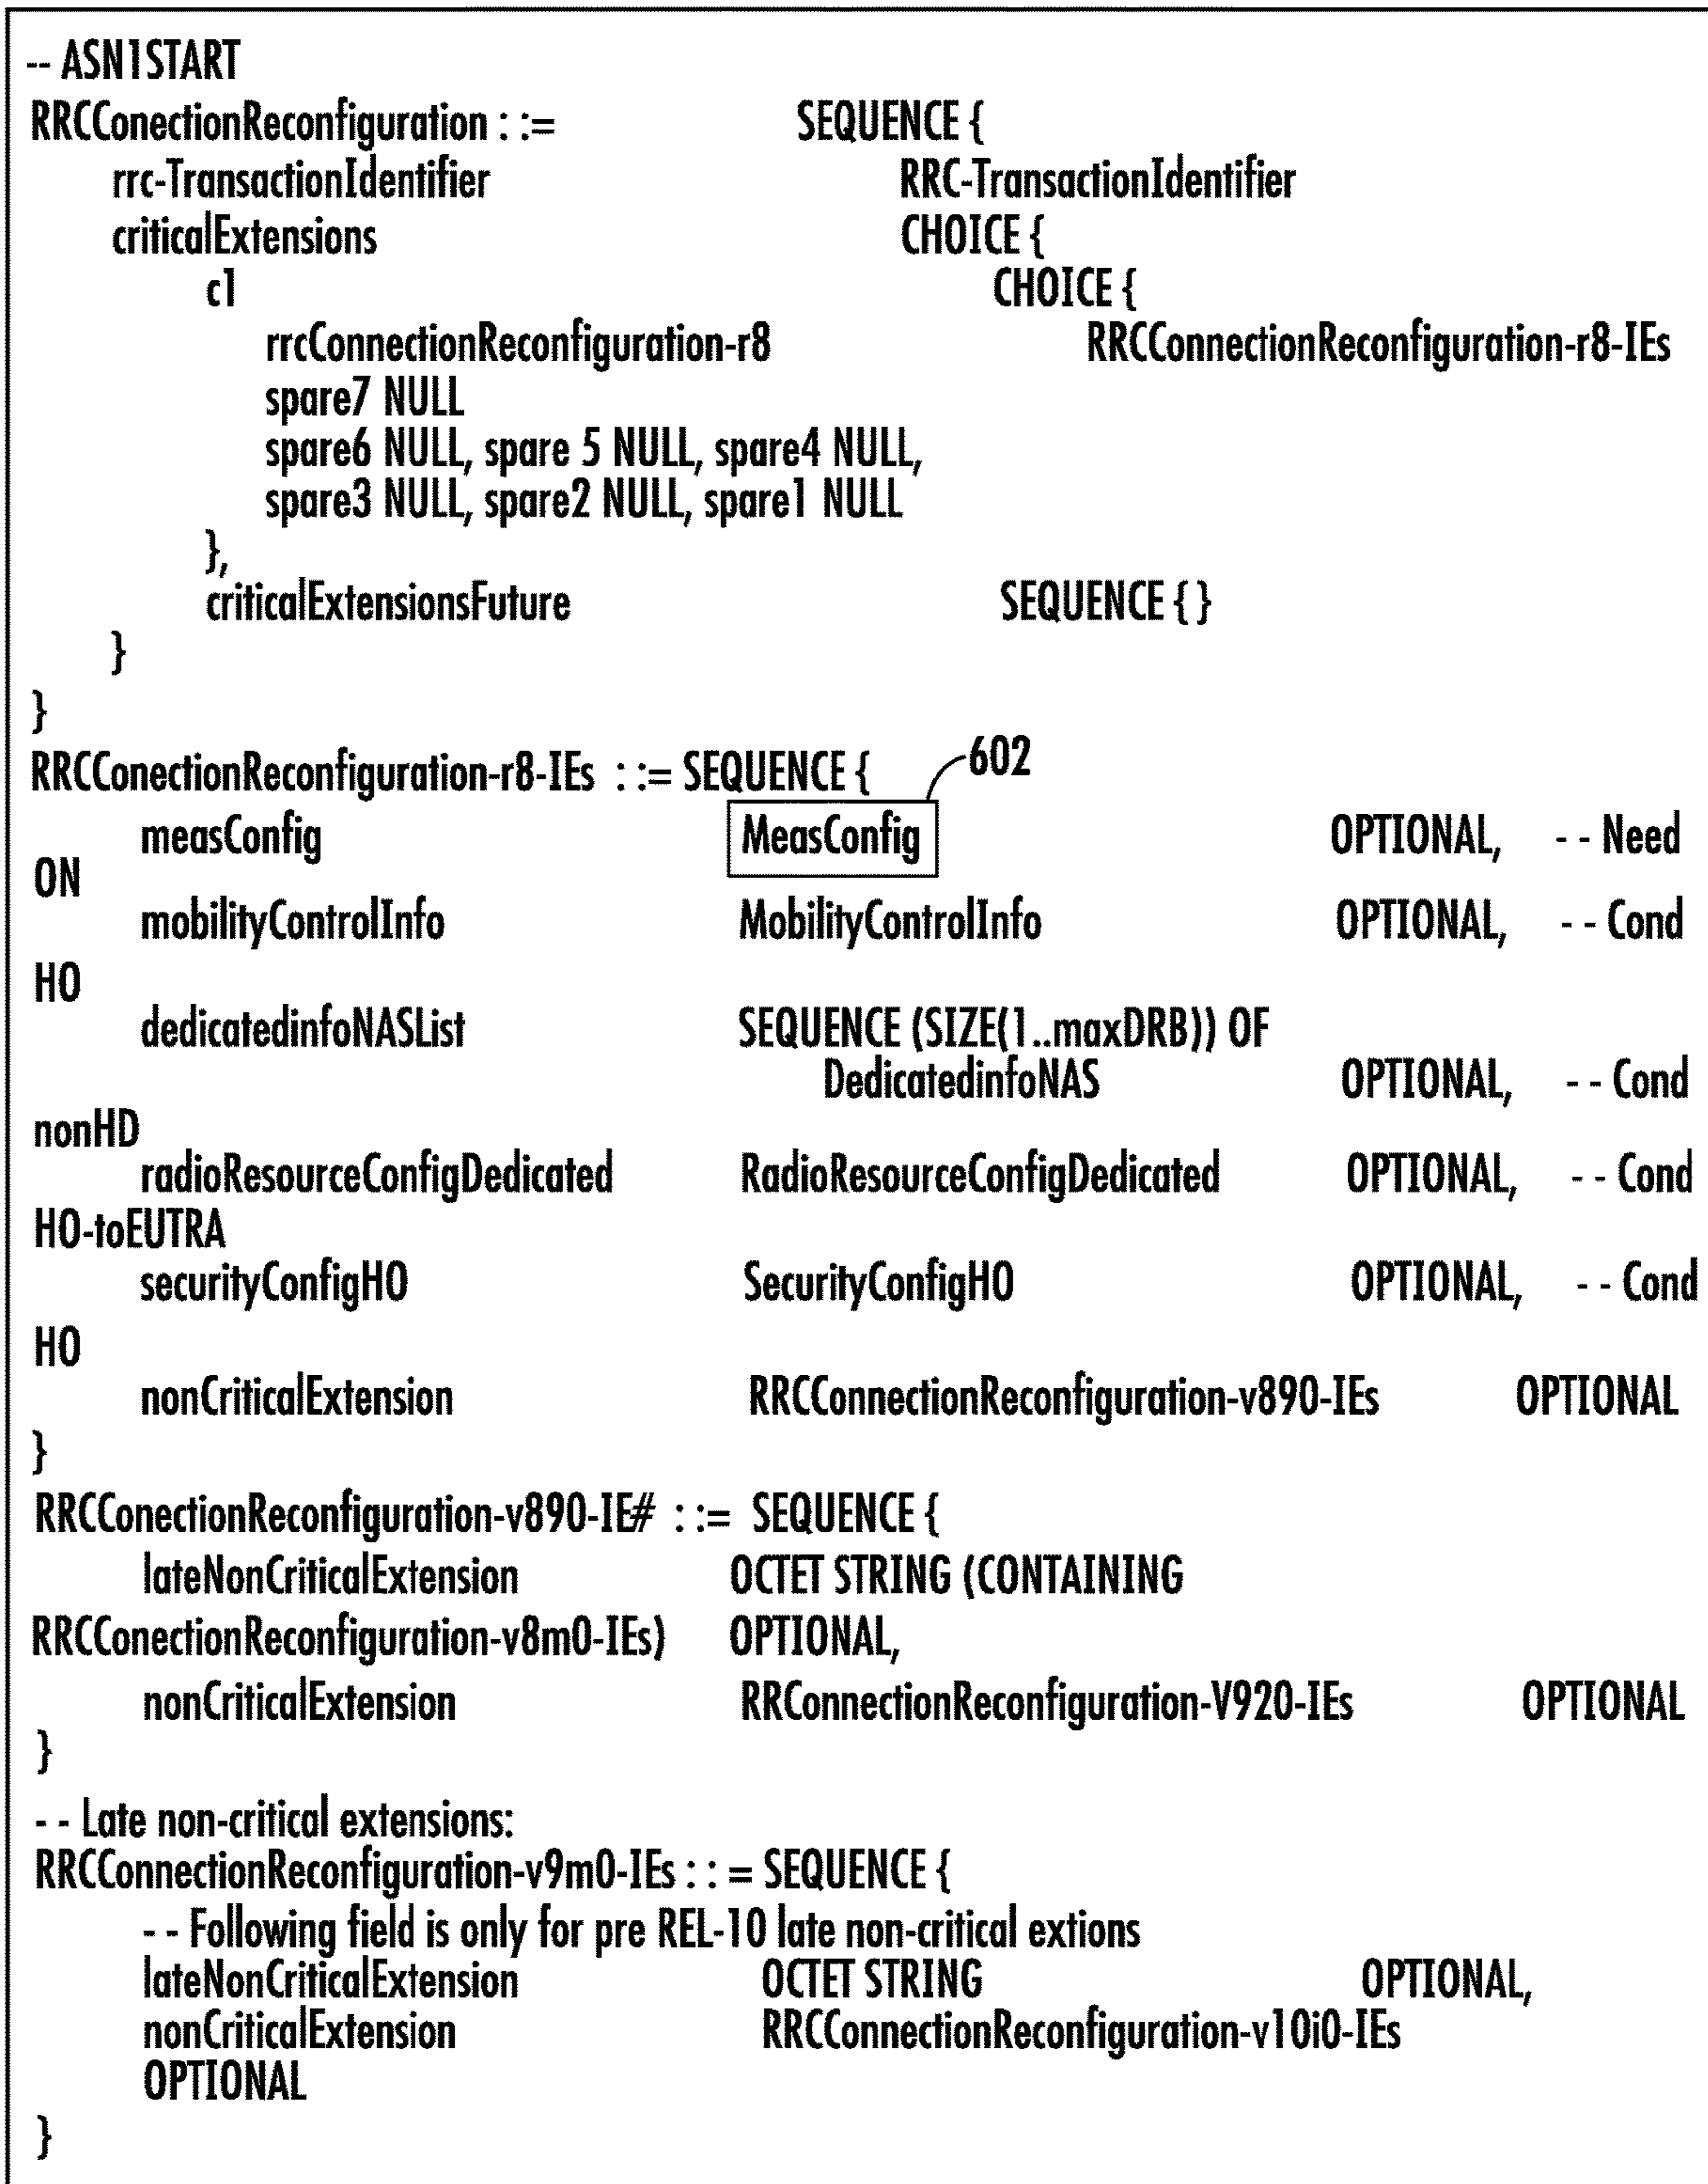 -- ASN1START
RRCConectionReconfiguration : := SEQUENCE {
rrc-TransactionIdentifier RRC-TransactionIdentifier
criticalExtensions CHOICE {
c1 CHOICE {
rrcConnectionReconfiguration-r8 RRCConnectionReconfiguration-r8-IEs
spare7 NULL
spare6 NULL, spare 5 NULL, spare4 NULL,
spare3 NULL, spare2 NULL, spare1 NULL
},
criticalExtensionsFuture SEQUENCE { }
}
}
RRCConectionReconfiguration-r8-IEs : := SEQUENCE { 602
measConfig MeasConfig OPTIONAL, - - Need
ON
mobilityControlInfo MobilityControlInfo OPTIONAL, - - Cond
HO
dedicatedinfoNASList SEQUENCE (SIZE(1..maxDRB)) OF
DedicatedinfoNAS OPTIONAL, - - Cond
nonHD
radioResourceConfigDedicated RadioResourceConfigDedicated OPTIONAL, - - Cond
HO-toEUTRA
securityConfigHO SecurityConfigHO OPTIONAL, - - Cond
HO
nonCriticalExtension RRCConnectionReconfiguration-v890-IEs OPTIONAL
}
RRCConectionReconfiguration-v890-IE# : := SEQUENCE {
lateNonCriticalExtension OCTET STRING (CONTAINING
RRCConectionReconfiguration-v8m0-IEs) OPTIONAL,
nonCriticalExtension RRConnectionReconfiguration-V920-IEs OPTIONAL
}
- - Late non-critical extensions:
RRCConnectionReconfiguration-v9m0-IEs : : = SEQUENCE {
- - Following field is only for pre REL-10 late non-critical extions
lateNonCriticalExtension OCTET STRING OPTIONAL,
nonCriticalExtension RRCConnectionReconfiguration-v10i0-IEs
OPTIONAL
}